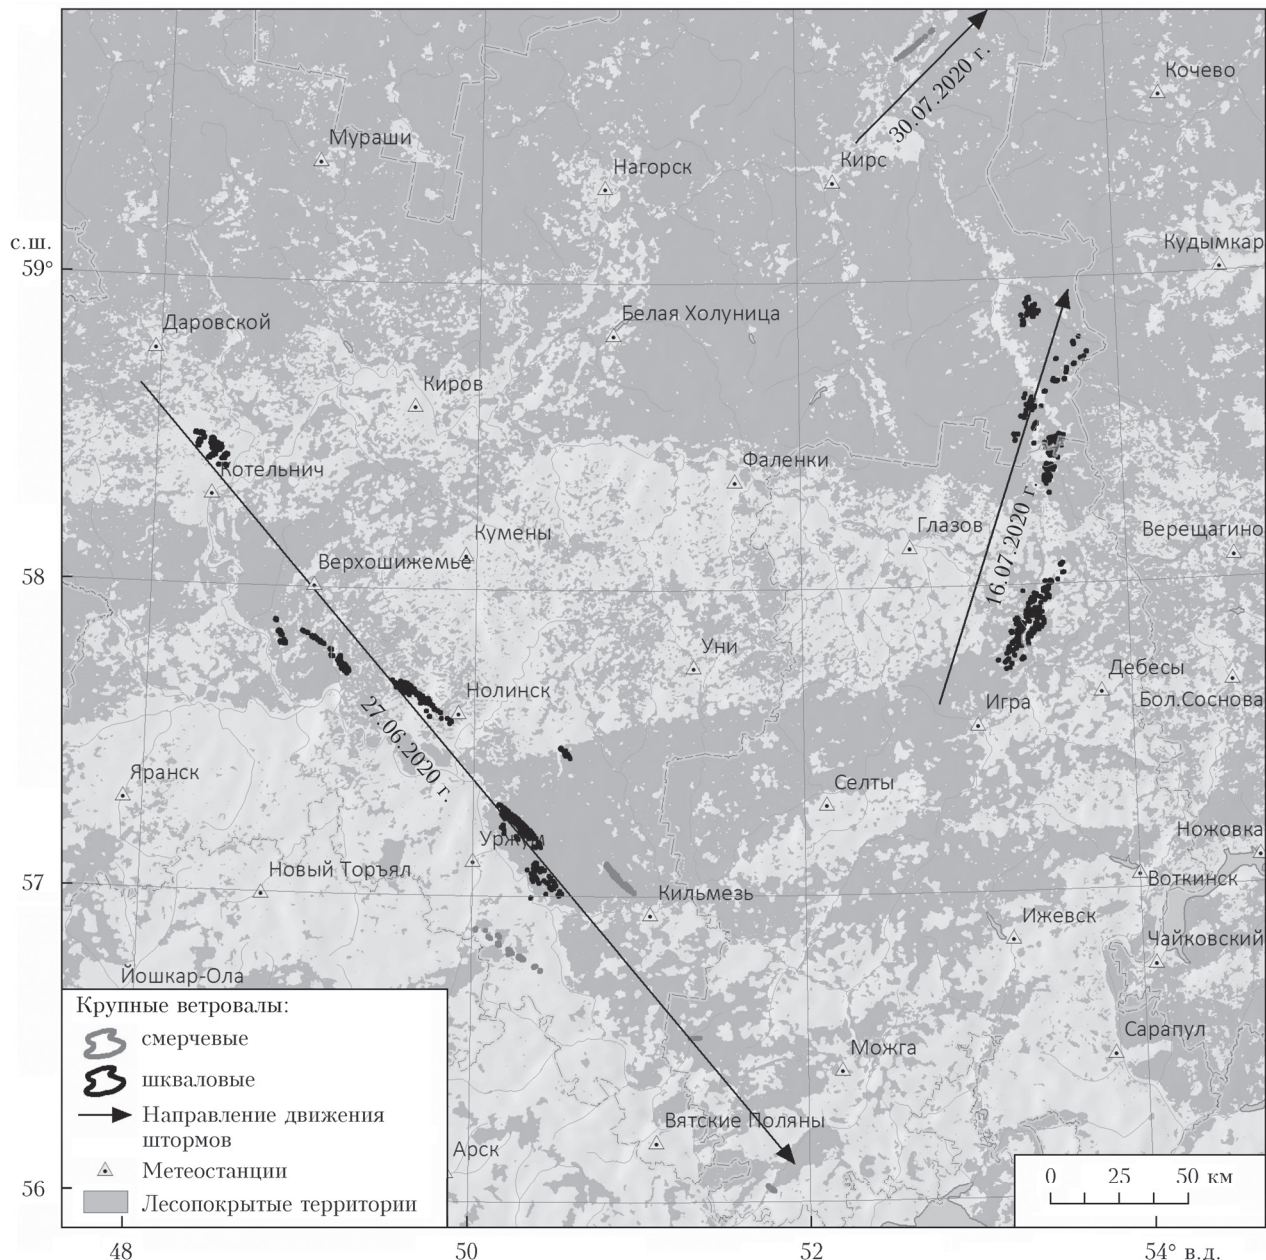 Кочево
30.07.2020 г.
Мураши
Кирс
Нагорск
с.ш.
Кудымкар
59°
Белая Холуница
Даровской
Киров
Котельнич
Фаленки
Глазов
Верещагино
Кумены
Верхошижемье
58
16.07.2020 г.
Уни
Дебесы
Нолинск
Игра
Бол.Соснова
27.06.2020 г.
Яранск
Селты
Ножовка
Уржум
Новый Торъял
57
Кильмезь
Воткинск
Ижевск
Чайковский
Йошкар-Ола
Крупные ветровалы:
смерчевые
шкваловые
Направление движения
штормов
Метеостанции
Лесопокрытые территории
Сарапул
Можга
Вятские Поляны
Арск
0 25 50 км
56
48 50 52 54° в.д.